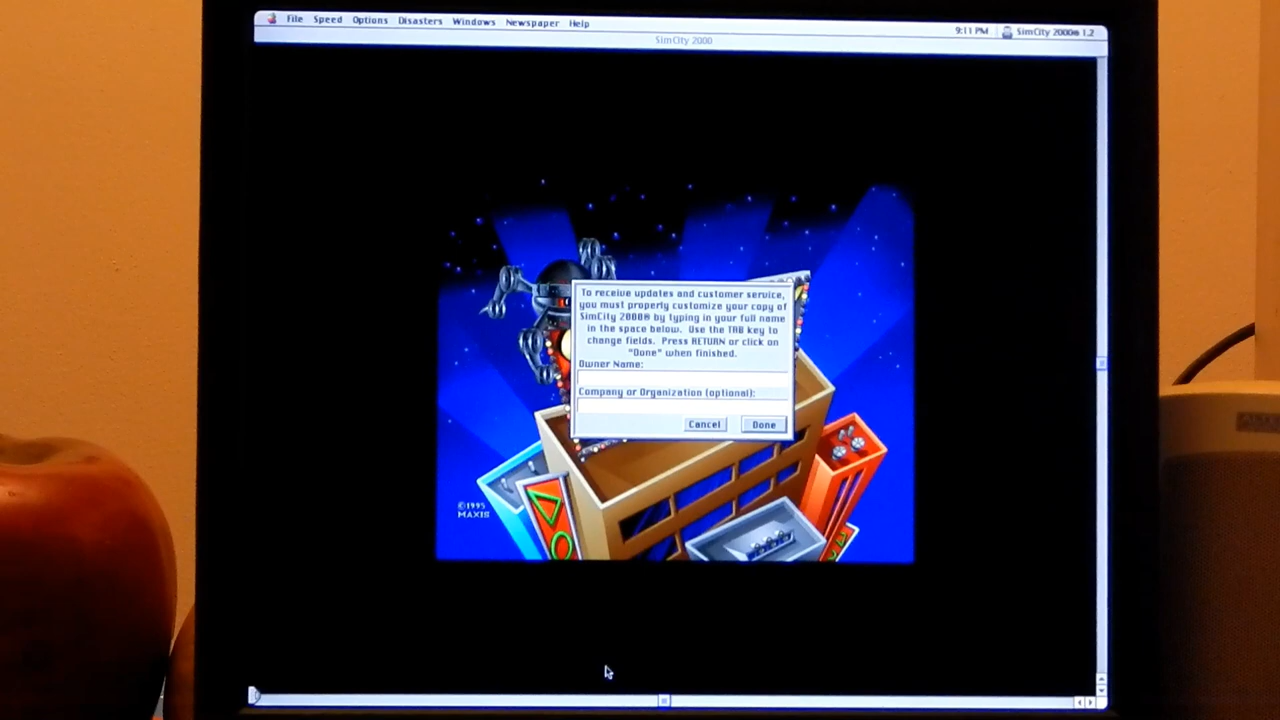 File Speed Options Disasters Windows Newspaper Help
9:11 PM SimCity 2000® 1.2
SimCity 2000
To receive updates and customer service,
you must properly customize your copy of
SimCity 2000® by typing in your full name
in the space below. Use the TAB key to
change fields. Press RETURN or click on
"Done" when finished.
Owner Name:
Company or Organization (optional):
Cancel Done
©1995
MAXIS